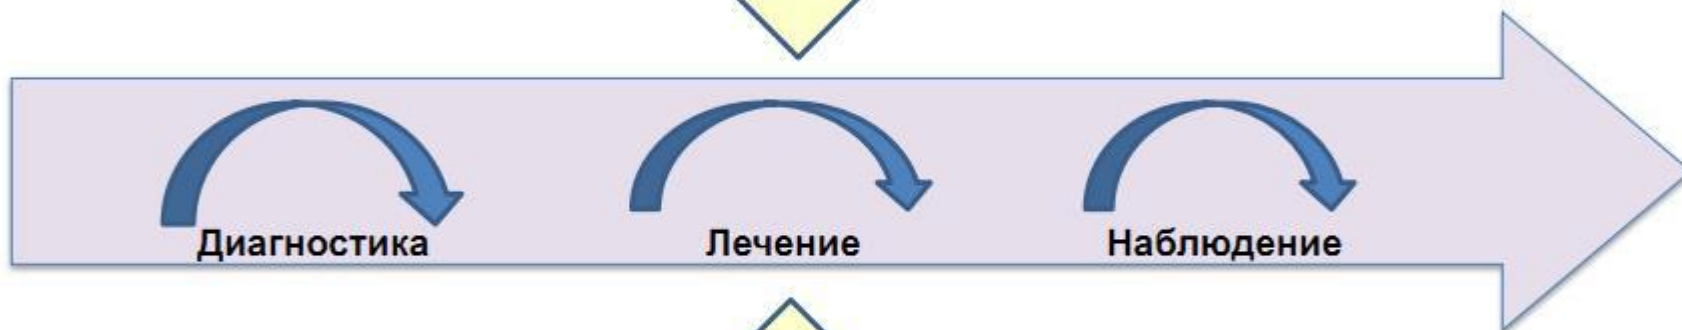 Диагностика Лечение Наблюдение